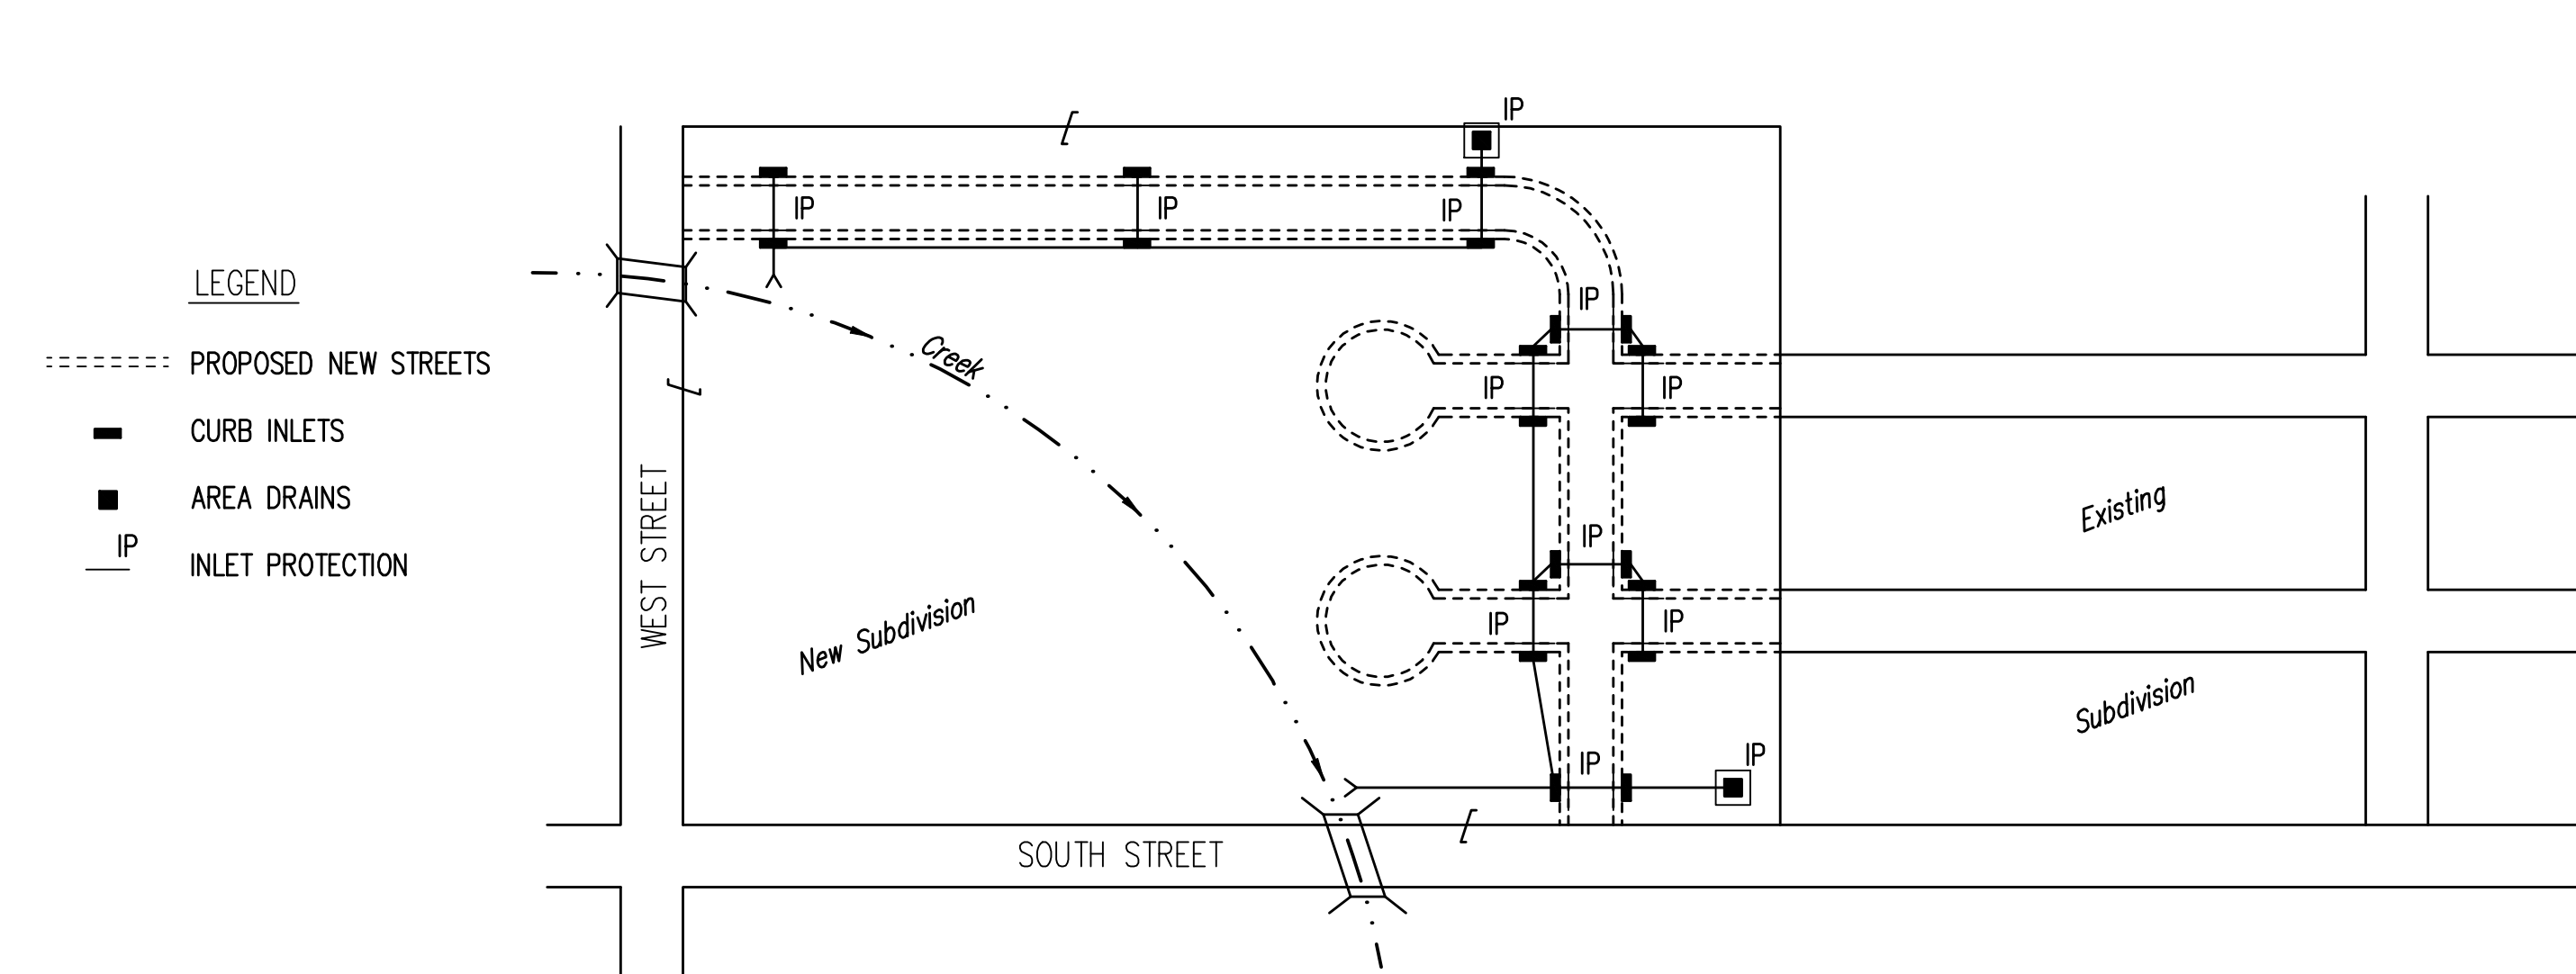 LEGEND
PROPOSED NEW STREETS
CURB INLETS
AREA DRAINS
IP
INLET PROTECTION
WEST STREET
SOUTH STREET
Creek
New Subdivision
IP
IP
IP
IP
IP
IP
IP
IP
IP
IP
IP
IP
Existing
Subdivision